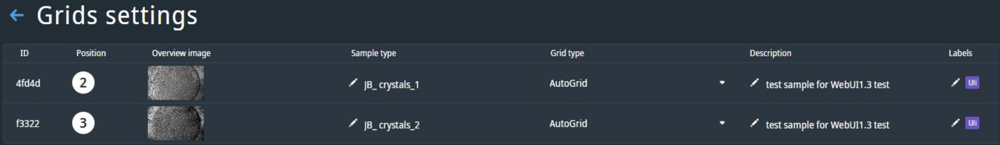 Grids settings
ID Position Overview image Sample type Grid type Description Labels
4fd4d 2 JB_ crystals_1 AutoGrid test sample for WebUI1.3 test Uli
f3322 3 JB_ crystals_2 AutoGrid test sample for WebUI1.3 test Uli